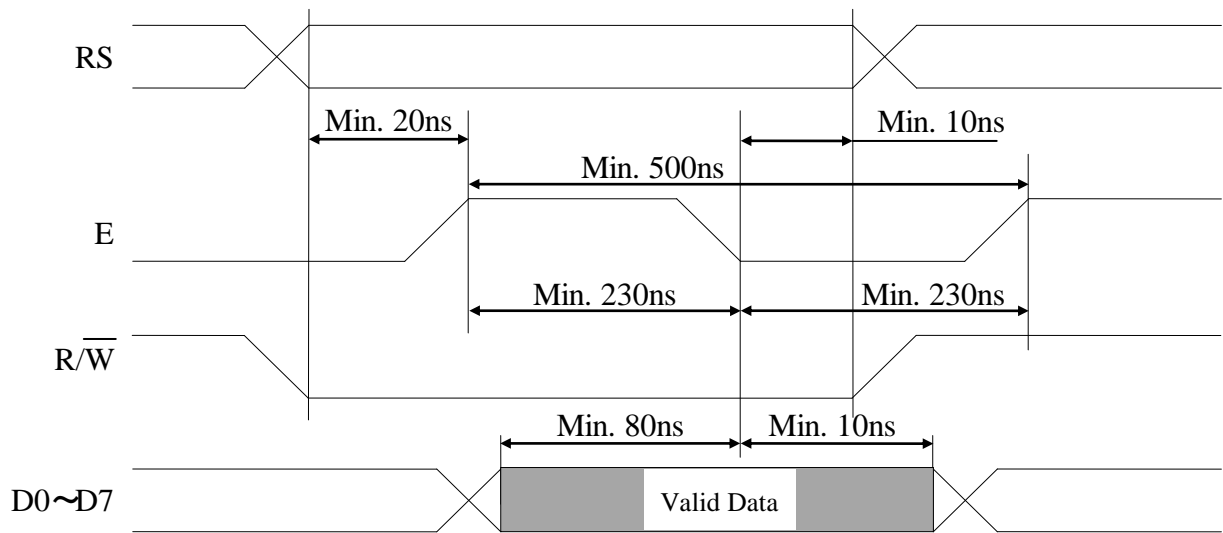 RS
Min. 20ns
Min. 10ns
Min. 500ns
E
Min. 230ns
Min. 230ns
R/W̅
Min. 80ns
Min. 10ns
D0～D7
Valid Data